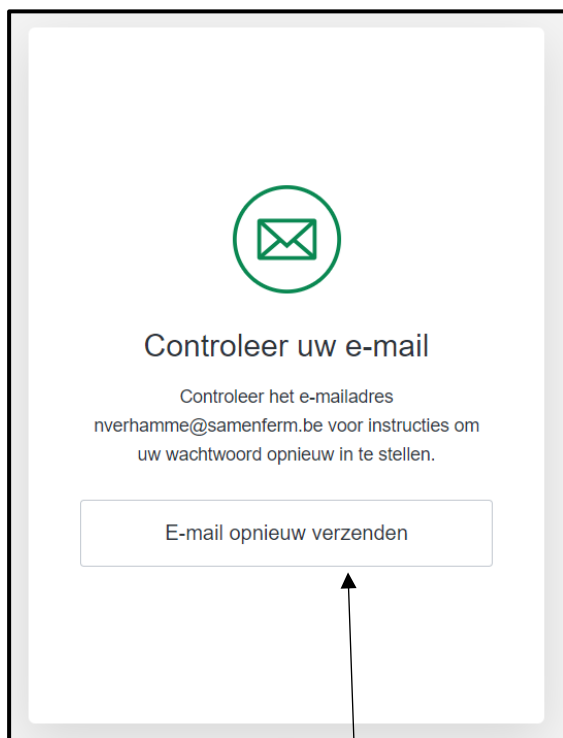 Controleer uw e-mail
Controleer het e-mailadres
nverhamme@samenferm.be voor instructies om
uw wachtwoord opnieuw in te stellen.
E-mail opnieuw verzenden